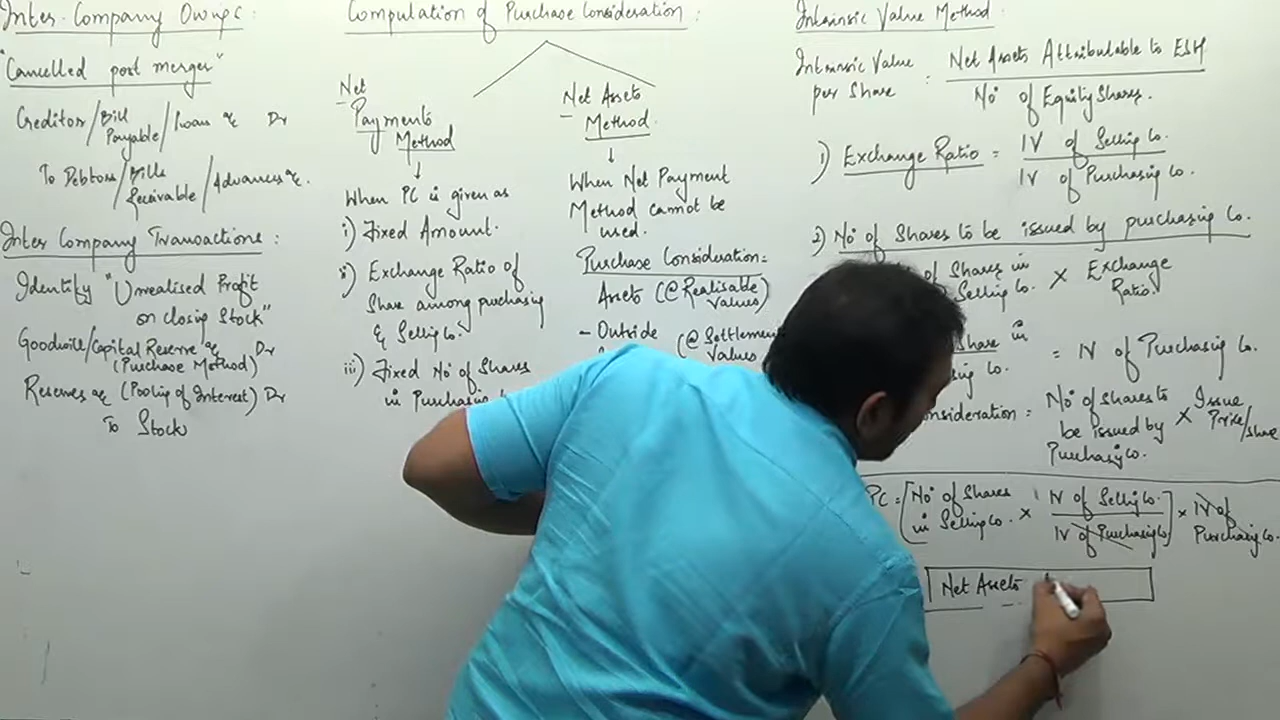 Inter Company Owings:
"Cancelled post merger"
Creditor/Bill Payable/Loan a/c Dr
To Debtors/Bills Receivable/Advances a/c.
Inter Company Transactions:
Identify "Unrealised Profit
on closing Stock"
Goodwill/Capital Reserve a/c Dr
(Purchase Method)
Reserves a/c (Pooling of Interest) Dr
To Stock
Computation of Purchase Consideration:
Net
Payments
Method
When PC is given as
i) Fixed Amount.
ii) Exchange Ratio of
Share among purchasing
& Selling Co.
iii) Fixed No of Shares
in Purchasing
Net Assets
Method
When Net Payment
Method cannot be
used.
Purchase Consideration:
Assets (@ Realisable
Values)
- Outside
(@ Settlement
Values
Intrinsic Value Method:
Intrinsic Value
per Share : Net Assets Attributable to ESH
No of Equity Shares.
1) Exchange Ratio = IV of Selling Co.
IV of Purchasing Co.
2) No of Shares to be issued by purchasing Co.
of Shares in
Selling Co. × Exchange
Ratio.
Share in
Co. = IV of Purchasing Co.
Consideration = No of shares to
be issued by
Purchasing Co. × Issue
Price/share
PC = [No of Shares
in Selling Co. × IV of Selling Co.
IV of Purchasing Co] × IV of
Purchasing Co.
Net Assets